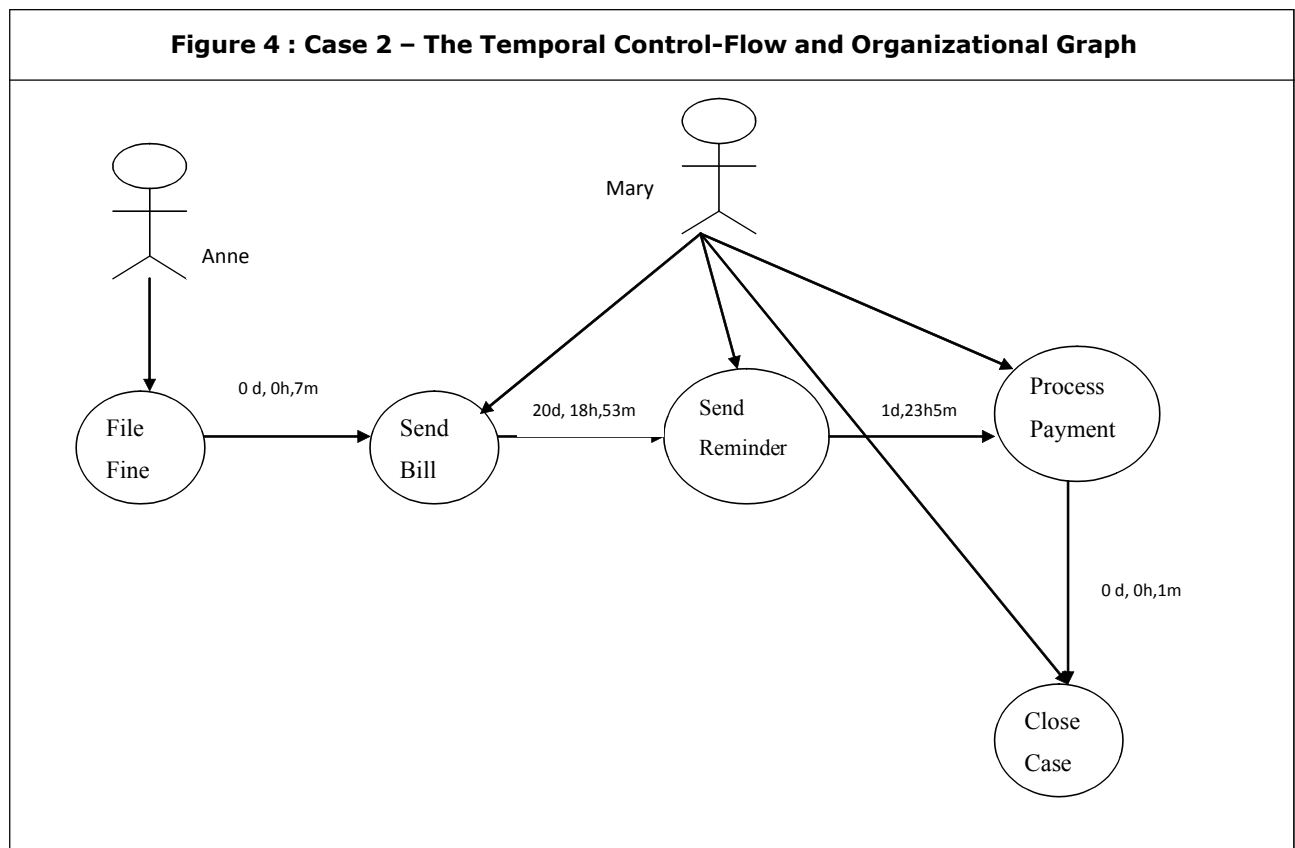 Figure 4 : Case 2 – The Temporal Control-Flow and Organizational Graph
Mary
Anne
0 d, 0h,7m
20d, 18h,53m
1d,23h5m
File
Fine
Send
Bill
Send
Reminder
Process
Payment
0 d, 0h,1m
Close
Case